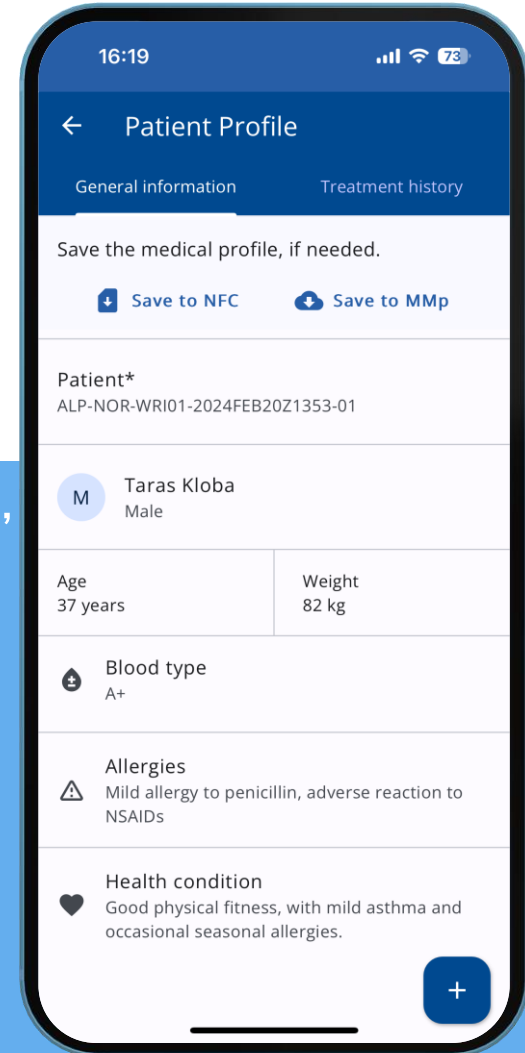 16:19
73
Patient Profile
General information
Treatment history
Save the medical profile, if needed.
Save to NFC
Save to MMp
Patient*
ALP-NOR-WRI01-2024FEB20Z1353-01
,
M
Taras Kloba
Male
Age
37 years
Weight
82 kg
Blood type
A+
Allergies
Mild allergy to penicillin, adverse reaction to
NSAIDs
Health condition
Good physical fitness, with mild asthma and
occasional seasonal allergies.
+